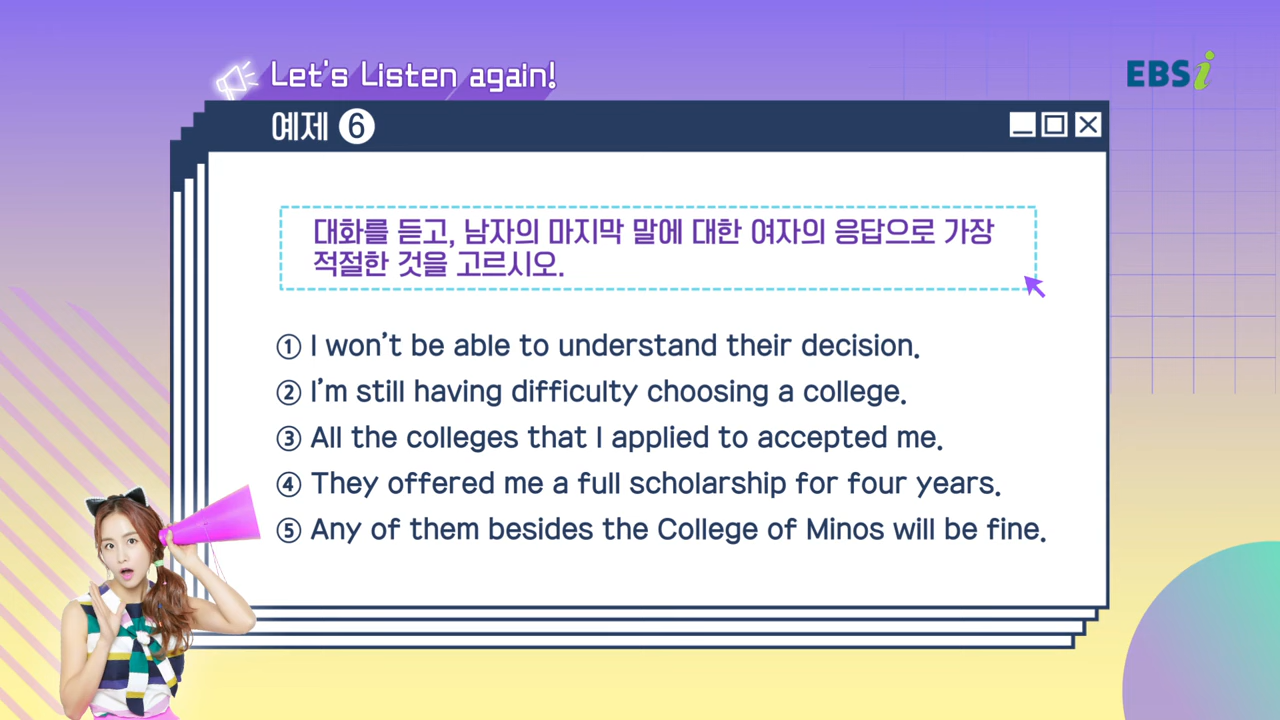 Let's Listen again!
EBSi
예제 6
대화를 듣고, 남자의 마지막 말에 대한 여자의 응답으로 가장
적절한 것을 고르시오.
① I won't be able to understand their decision.
② I'm still having difficulty choosing a college.
③ All the colleges that I applied to accepted me.
④ They offered me a full scholarship for four years.
⑤ Any of them besides the College of Minos will be fine.